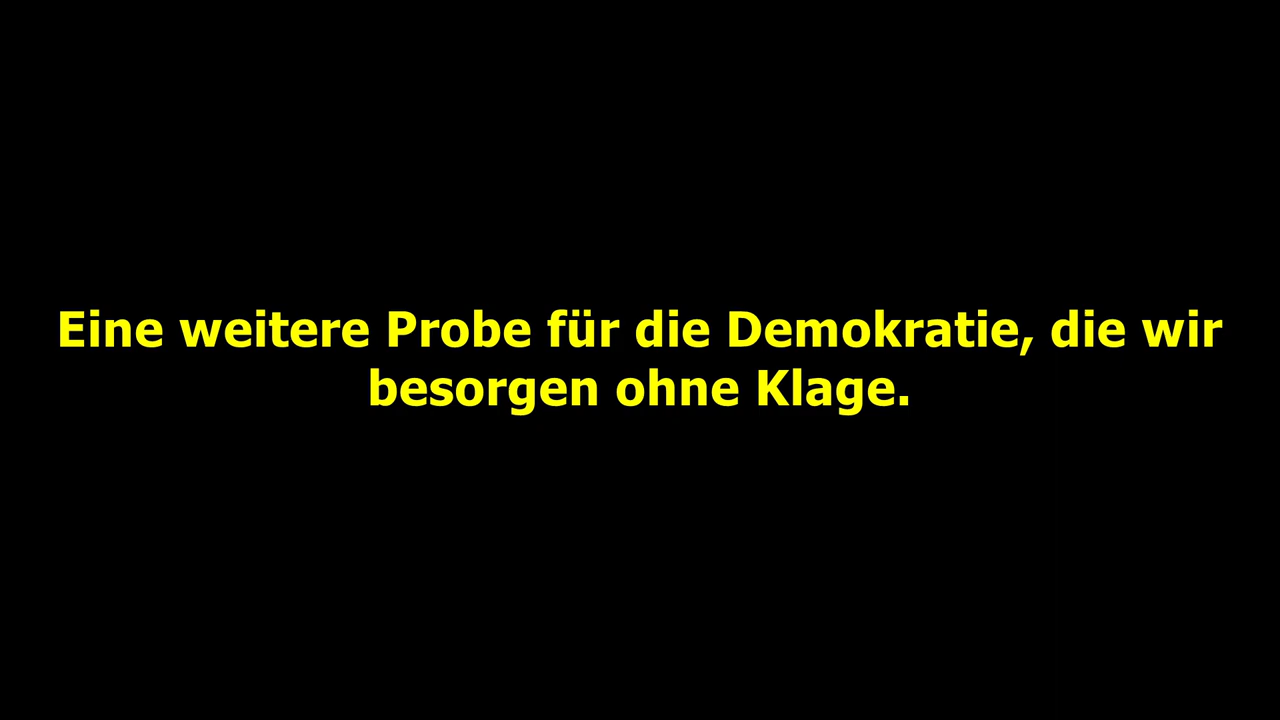 Eine weitere Probe für die Demokratie, die wir
besorgen ohne Klage.